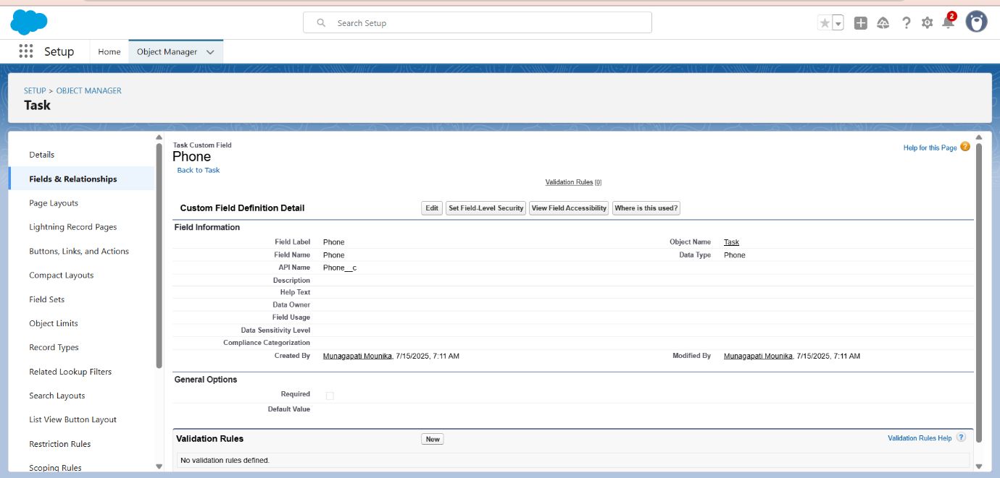 Search Setup
2
Setup
Home
Object Manager
SETUP > OBJECT MANAGER
Task
Details
Fields & Relationships
Page Layouts
Lightning Record Pages
Buttons, Links, and Actions
Compact Layouts
Field Sets
Object Limits
Record Types
Related Lookup Filters
Search Layouts
List View Button Layout
Restriction Rules
Scoping Rules
Task Custom Field
Phone
Back to Task
Help for this Page ?
Validation Rules [0]
Custom Field Definition Detail Edit Set Field-Level Security View Field Accessibility Where is this used?
Field Information
Field Label Phone Object Name Task
Field Name Phone Data Type Phone
API Name Phone__c
Description
Help Text
Data Owner
Field Usage
Data Sensitivity Level
Compliance Categorization
Created By Munagapati Mounika, 7/15/2025, 7:11 AM Modified By Munagapati Mounika, 7/15/2025, 7:11 AM
General Options
Required
Default Value
Validation Rules New Validation Rules Help ?
No validation rules defined.